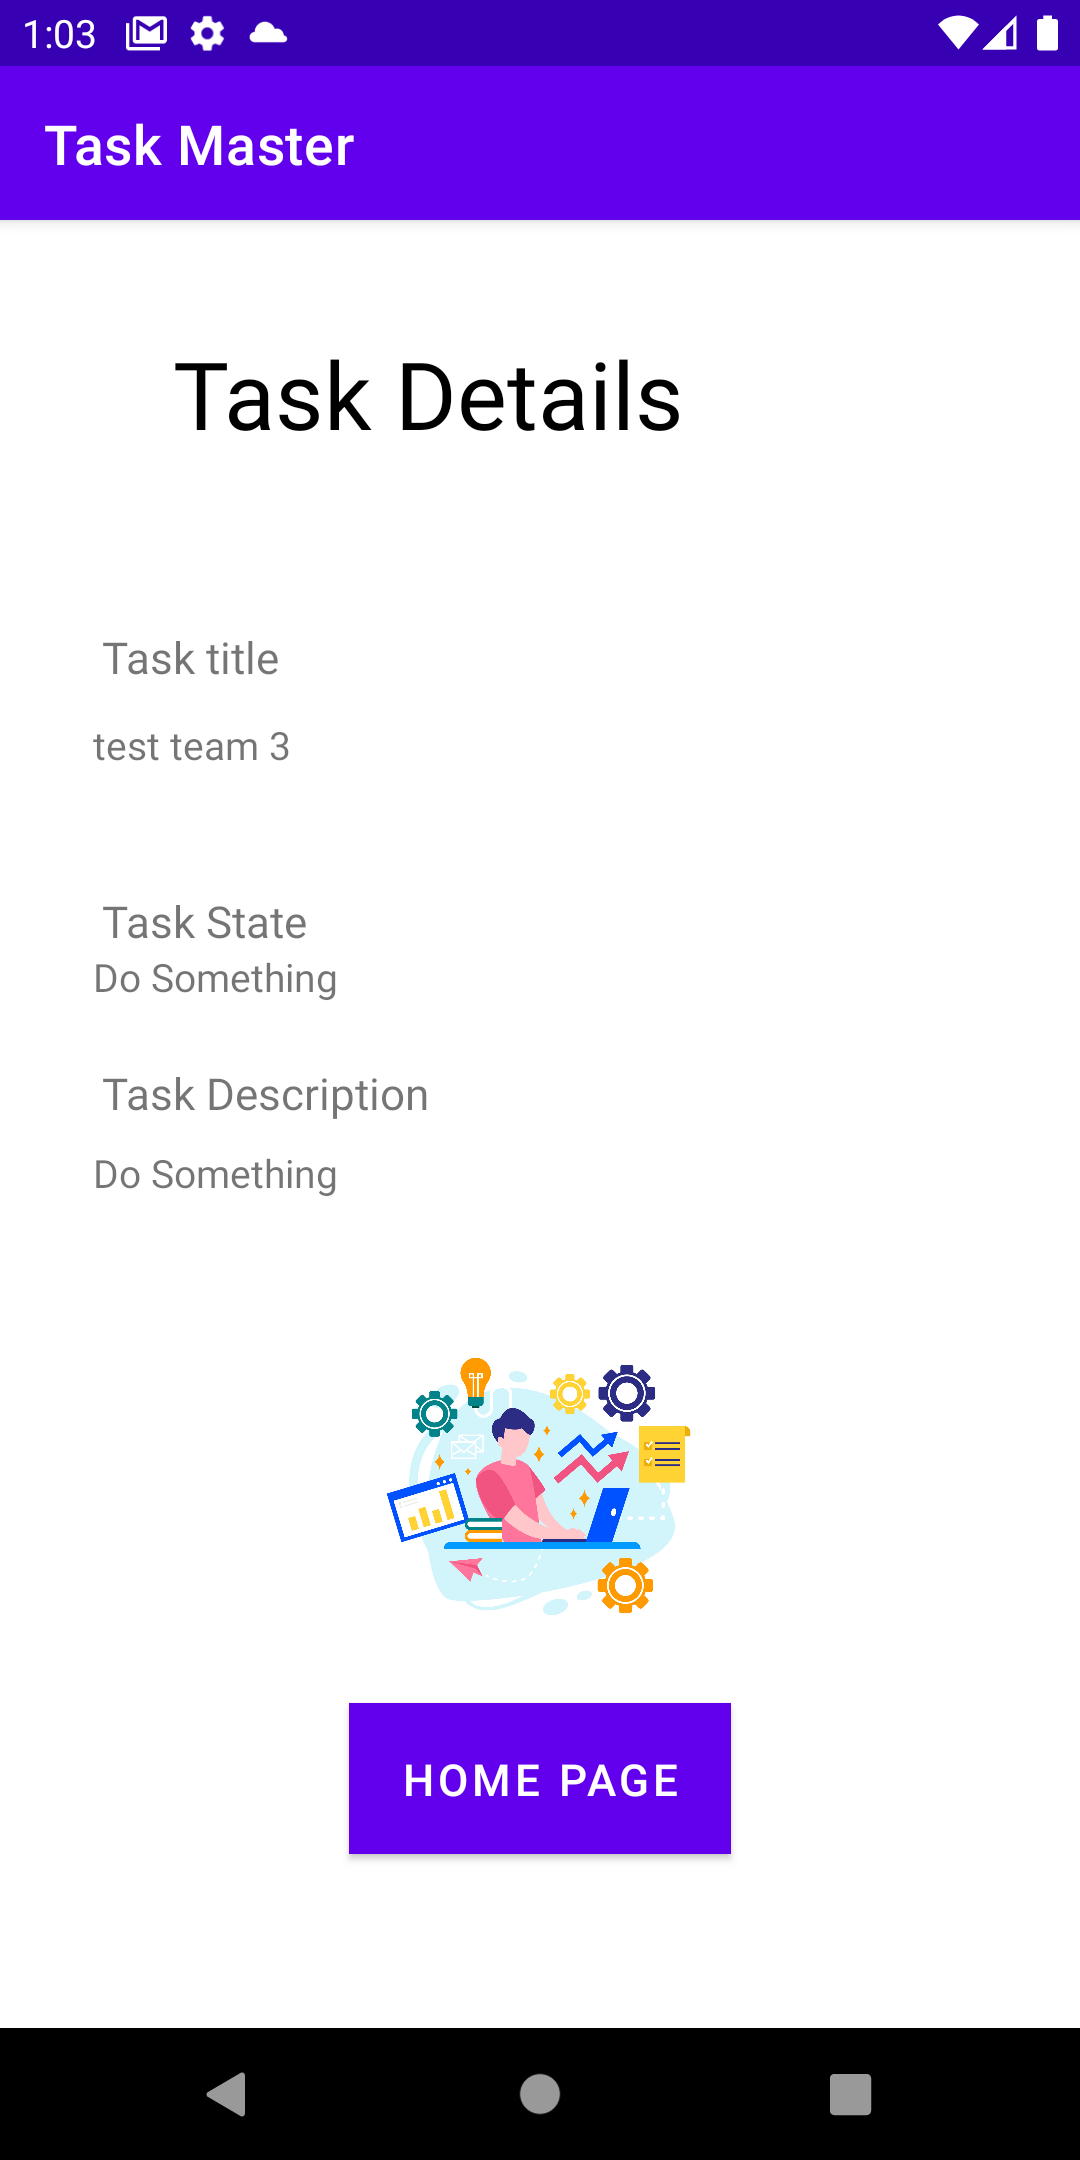 1:03
Task Master
Task Details
Task title
test team 3
Task State
Do Something
Task Description
Do Something
HOME PAGE